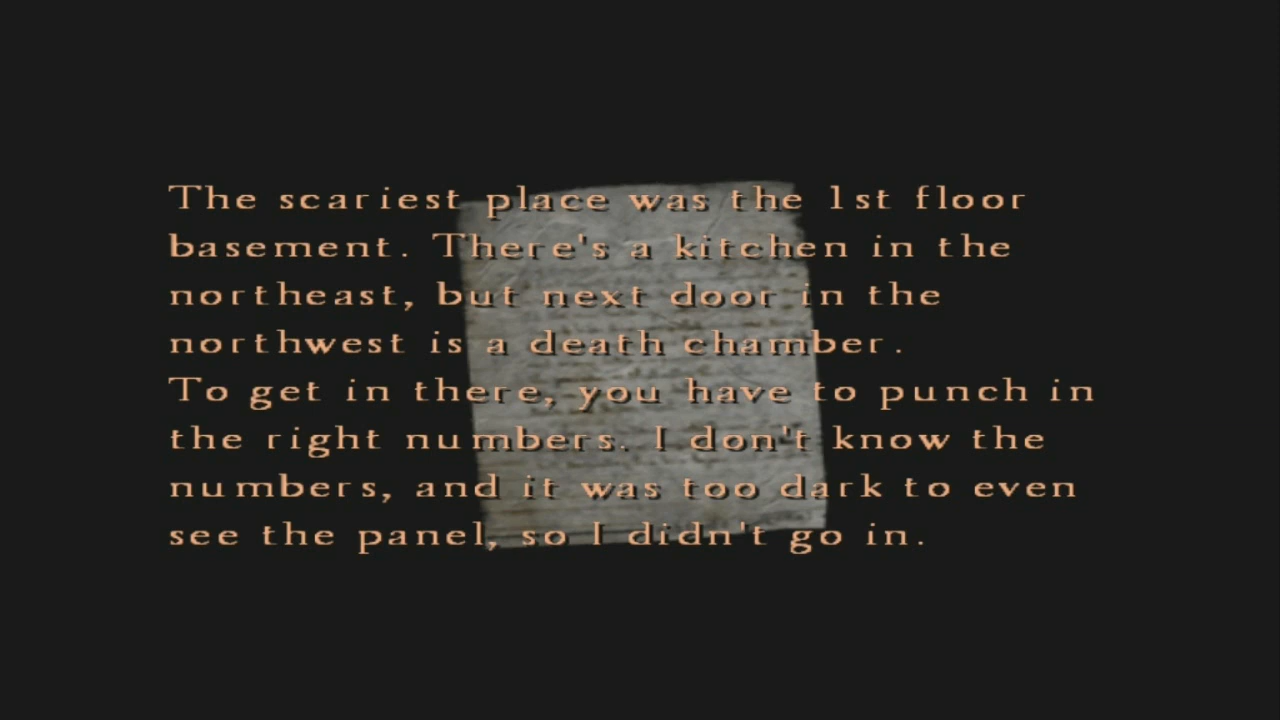 The scariest place was the 1st floor
basement. There's a kitchen in the
northeast, but next door in the
northwest is a death chamber.
To get in there, you have to punch in
the right numbers. I don't know the
numbers, and it was too dark to even
see the panel, so I didn't go in.